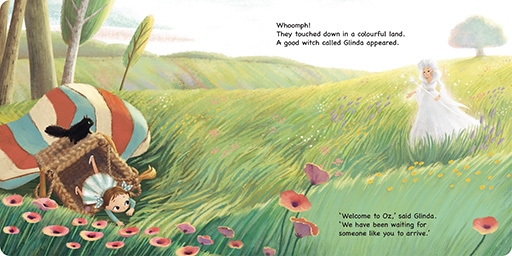 Whoomph!
They touched down in a colourful land.
A good witch called Glinda appeared.
‘Welcome to Oz,’ said Glinda.
‘We have been waiting for
someone like you to arrive.’